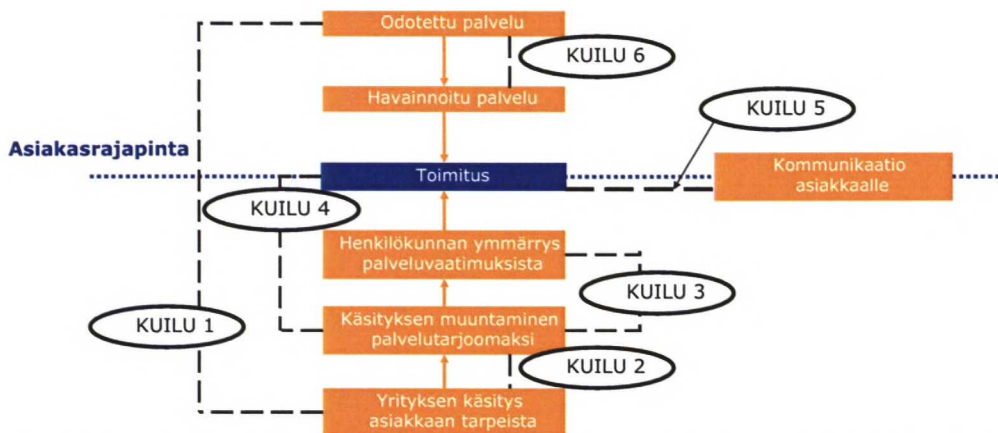 Odotettu palvelu
KUILU 6
Havainnoitu palvelu
KUILU 5
Asiakasrajapinta
Toimitus
Kommunikaatio
asiakkaalle
KUILU 4
Henkilökunnan ymmärrys
palveluvaatimuksista
KUILU 3
Käsityksen muuntaminen
palvelutarjoomaksi
KUILU 1
KUILU 2
Yrityksen käsitys
asiakkaan tarpeista